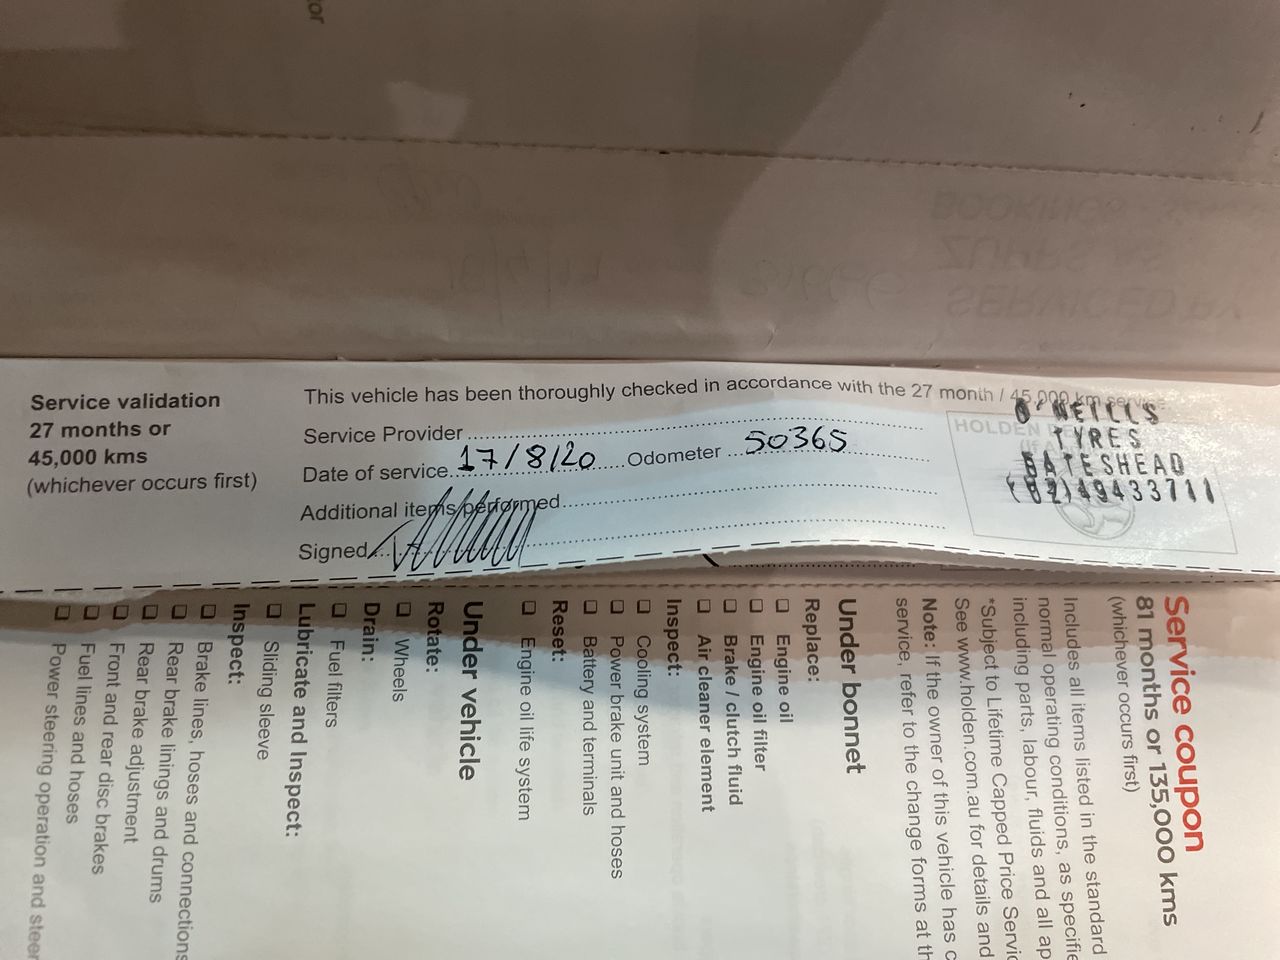 tor
Service validation
27 months or
45,000 kms
(whichever occurs first)
This vehicle has been thoroughly checked in accordance with the 27 month / 45,000 km service
Service Provider
Date of service 17/8/20 Odometer 50365
Additional items performed
Signed
HOLDEN
O'NEILLS
TYRES
BATESHEAD
(02)49433711
Service coupon
81 months or 135,000 kms
(whichever occurs first)
Includes all items listed in the standard
normal operating conditions, as specifie
including parts, labour, fluids and all ap
*Subject to Lifetime Capped Price Servic
See www.holden.com.au for details and
Note: If the owner of this vehicle has c
service, refer to the change forms at th
Under bonnet
Replace:
Engine oil
Engine oil filter
Brake / clutch fluid
Air cleaner element
Inspect:
Cooling system
Power brake unit and hoses
Battery and terminals
Reset:
Engine oil life system
Under vehicle
Rotate:
Wheels
Drain:
Fuel filters
Lubricate and Inspect:
Sliding sleeve
Inspect:
Brake lines, hoses and connections
Rear brake linings and drums
Rear brake adjustment
Front and rear disc brakes
Fuel lines and hoses
Power steering operation and steer